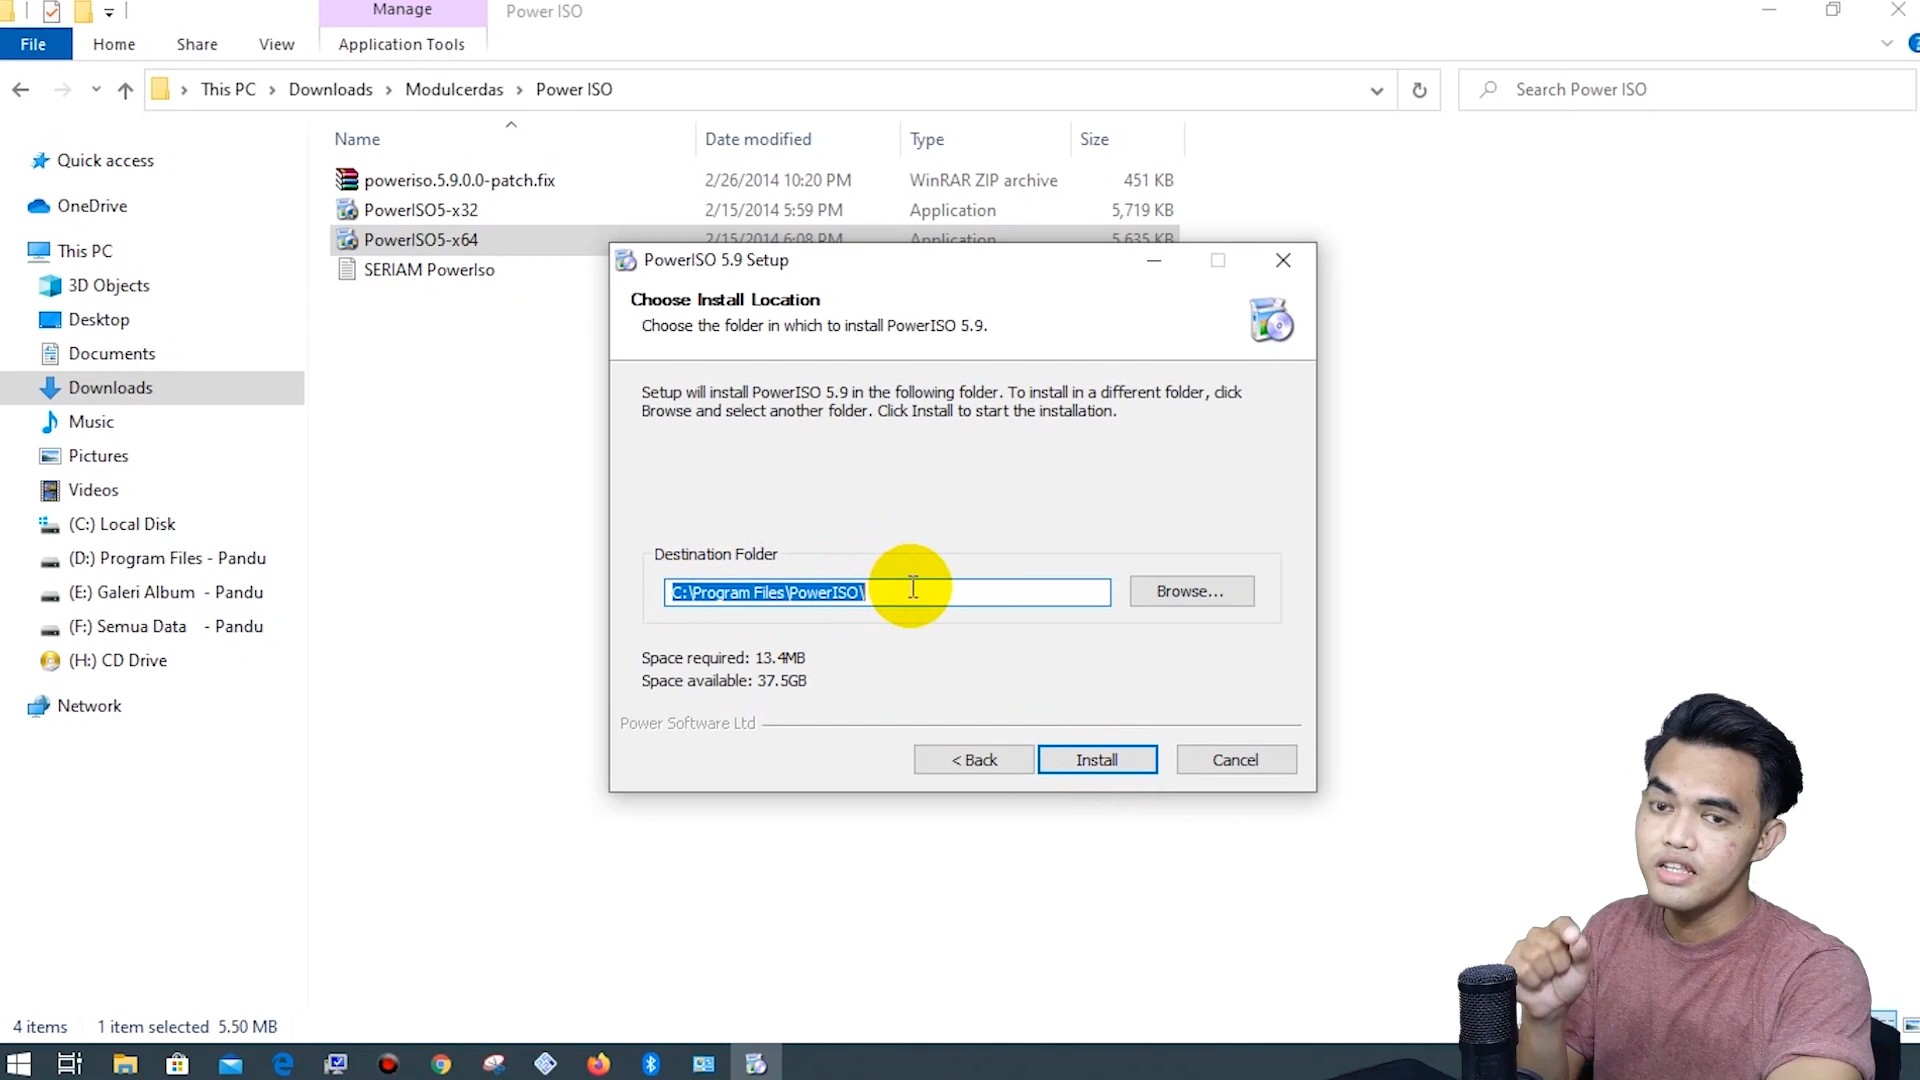 Manage
Power ISO
File
Home
Share
View
Application Tools
This PC
Downloads
Modulcerdas
Power ISO
Search Power ISO
Name
Date modified
Type
Size
poweriso.5.9.0.0-patch.fix
2/26/2014 10:20 PM
WinRAR ZIP archive
451 KB
PowerISO5-x32
2/15/2014 5:59 PM
Application
5,719 KB
PowerISO5-x64
2/15/2014 6:08 PM
Application
5,635 KB
SERIAM PowerIso
Quick access
OneDrive
This PC
3D Objects
Desktop
Documents
Downloads
Music
Pictures
Videos
(C:) Local Disk
(D:) Program Files - Pandu
(E:) Galeri Album - Pandu
(F:) Semua Data - Pandu
(H:) CD Drive
Network
PowerISO 5.9 Setup
Choose Install Location
Choose the folder in which to install PowerISO 5.9.
Setup will install PowerISO 5.9 in the following folder. To install in a different folder, click
Browse and select another folder. Click Install to start the installation.
Destination Folder
C:\Program Files\PowerISO\
Browse...
Space required: 13.4MB
Space available: 37.5GB
Power Software Ltd
< Back
Install
Cancel
4 items
1 item selected 5.50 MB